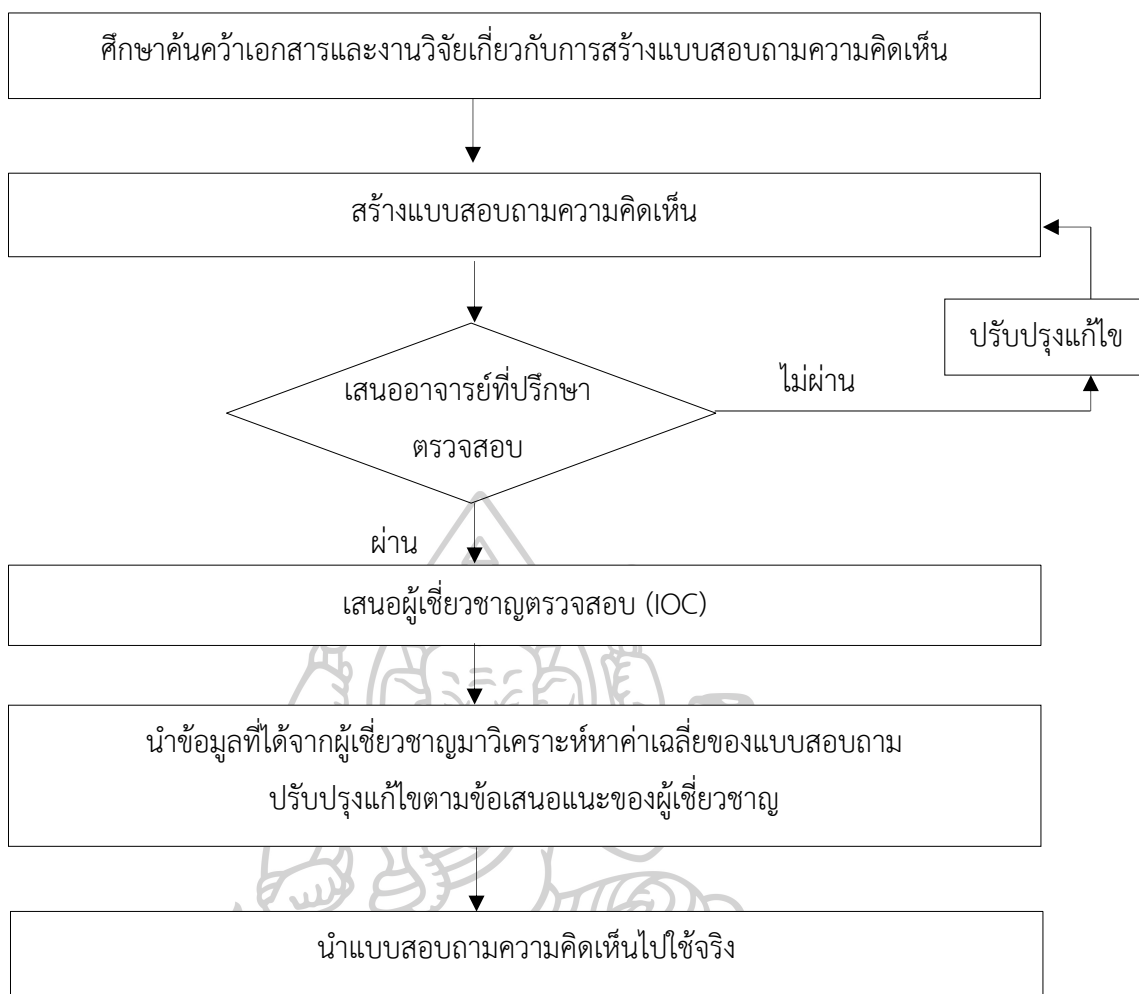 ศึกษาค้นคว้าเอกสารและงานวิจัยเกี่ยวกับการสร้างแบบสอบถามความคิดเห็น
สร้างแบบสอบถามความคิดเห็น
ปรับปรุงแก้ไข
เสนออาจารย์ที่ปรึกษา
ตรวจสอบ
ไม่ผ่าน
ผ่าน
เสนอผู้เชี่ยวชาญตรวจสอบ (IOC)
นำข้อมูลที่ได้จากผู้เชี่ยวชาญมาวิเคราะห์หาค่าเฉลี่ยของแบบสอบถาม
ปรับปรุงแก้ไขตามข้อเสนอแนะของผู้เชี่ยวชาญ
นำแบบสอบถามความคิดเห็นไปใช้จริง